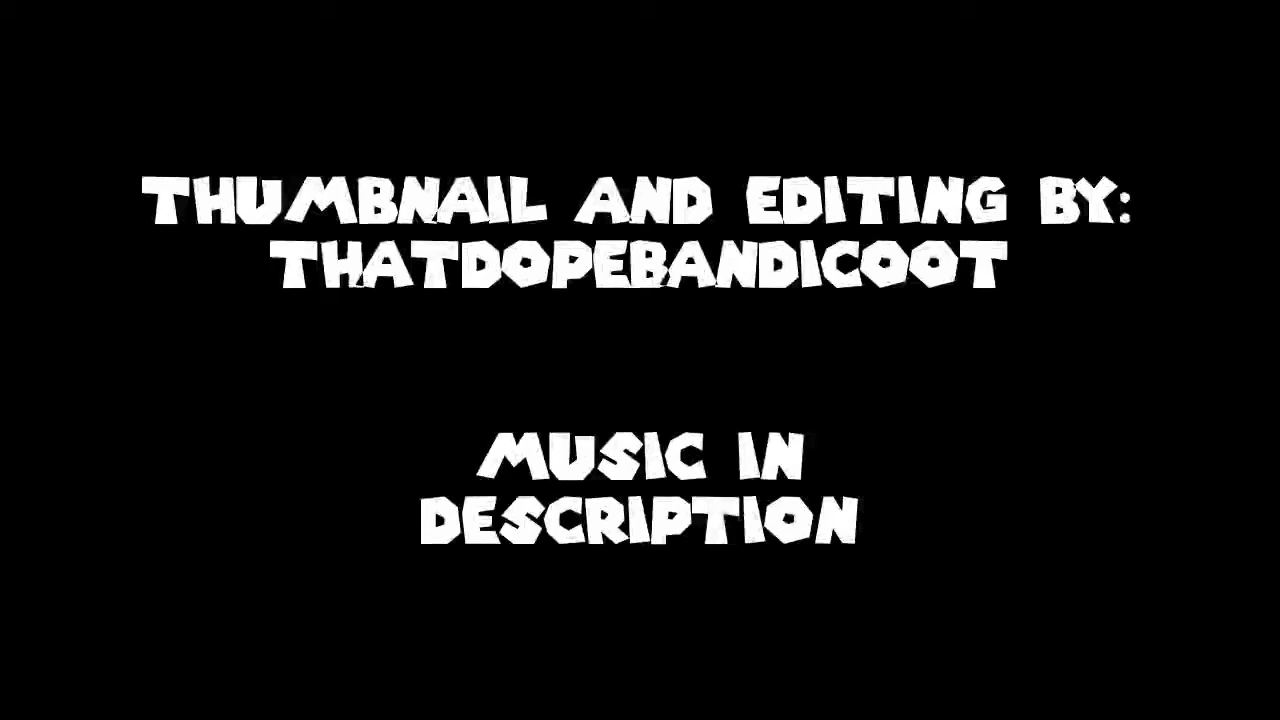 THUMBNAIL AND EDITING BY:
THATDOPEBANDICOOT
MUSIC IN
DESCRIPTION